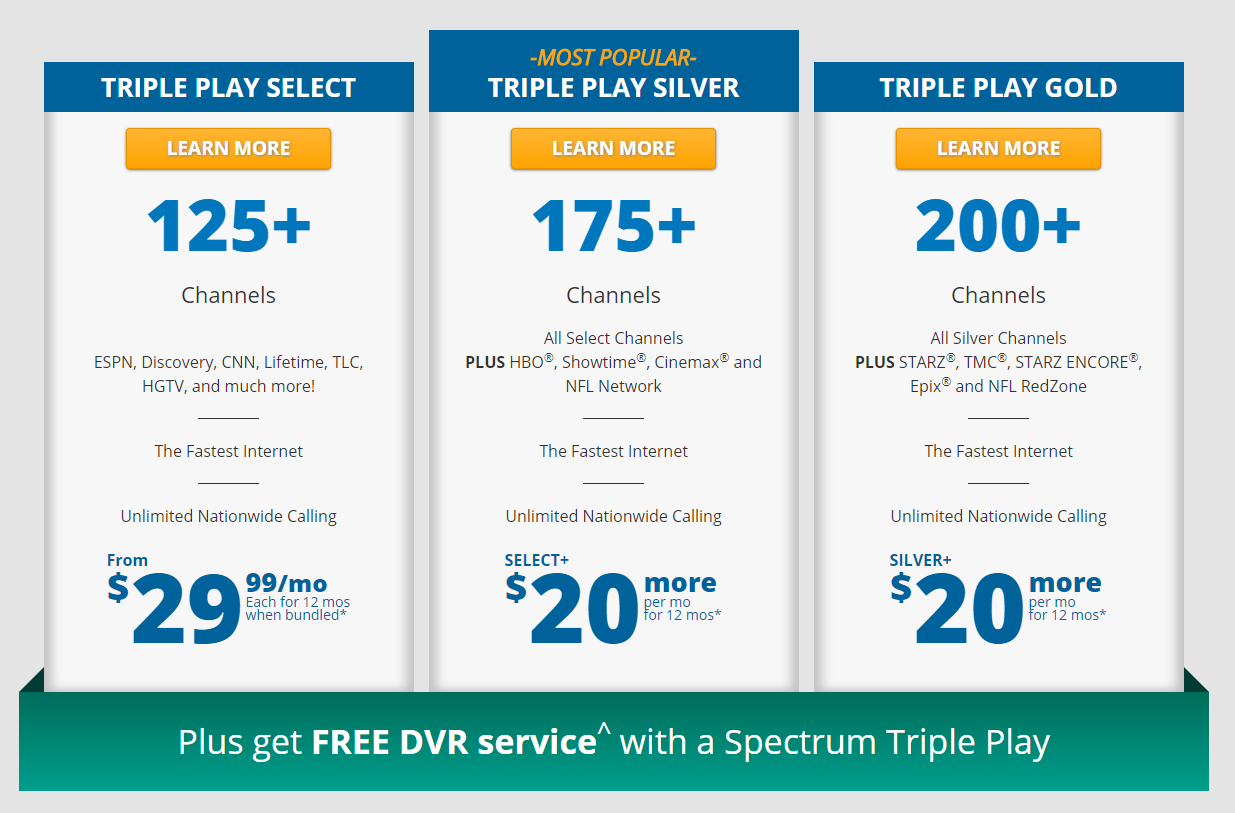 TRIPLE PLAY SELECT
LEARN MORE
125+
Channels
ESPN, Discovery, CNN, Lifetime, TLC,
HGTV, and much more!
The Fastest Internet
Unlimited Nationwide Calling
From
$29 99/mo
Each for 12 mos
when bundled*
-MOST POPULAR-
TRIPLE PLAY SILVER
LEARN MORE
175+
Channels
All Select Channels
PLUS HBO®, Showtime®, Cinemax® and
NFL Network
The Fastest Internet
Unlimited Nationwide Calling
SELECT+
$20 more
per mo
for 12 mos*
TRIPLE PLAY GOLD
LEARN MORE
200+
Channels
All Silver Channels
PLUS STARZ®, TMC®, STARZ ENCORE®,
Epix® and NFL RedZone
The Fastest Internet
Unlimited Nationwide Calling
SILVER+
$20 more
per mo
for 12 mos*
Plus get FREE DVR service^ with a Spectrum Triple Play